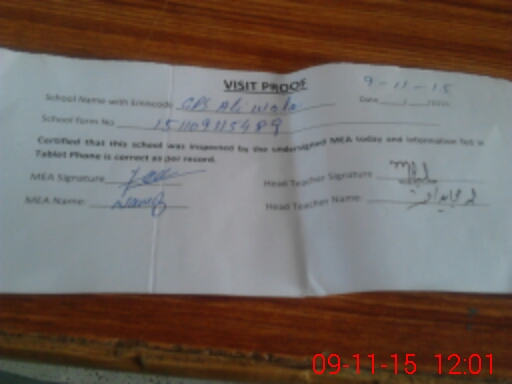 VISIT PROOF
9-11-15
School Name with Emiscode GPS Ali wala Date / /201
School Form No 151109115489
Certified that this school was inspected by the undersigned MEA today and information fed in
Tablet Phone is correct as per record.
MEA Signature
Head Teacher Signature
MEA Name:
Head Teacher Name:
09-11-15 12:01